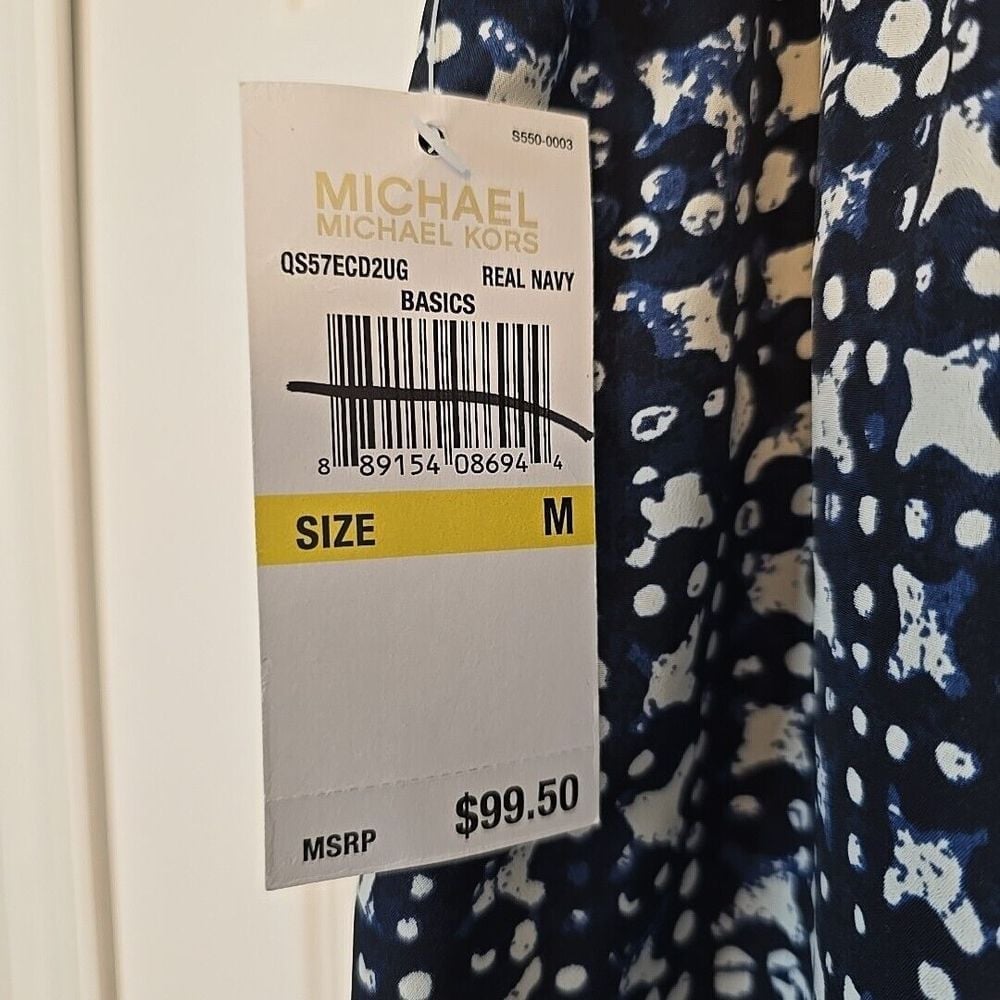 S550-0003
MICHAEL
MICHAEL KORS
QS57ECD2UG REAL NAVY
BASICS
8 89154 08694 4
SIZE M
MSRP $99.50